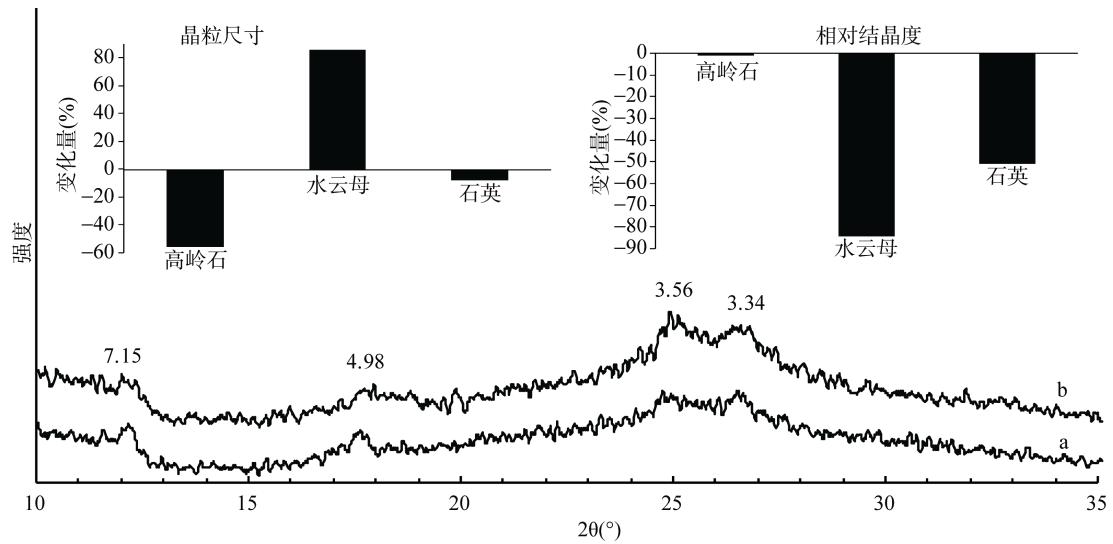 晶粒尺寸
变化量(%)
80
60
40
20
0
−20
−40
−60
高岭石
水云母
石英
相对结晶度
变化量(%)
0
−10
−20
−30
−40
−50
−60
−70
−80
−90
高岭石
水云母
石英
强度
7.15
4.98
3.56
3.34
b
a
10
15
20
25
30
35
2θ(°)